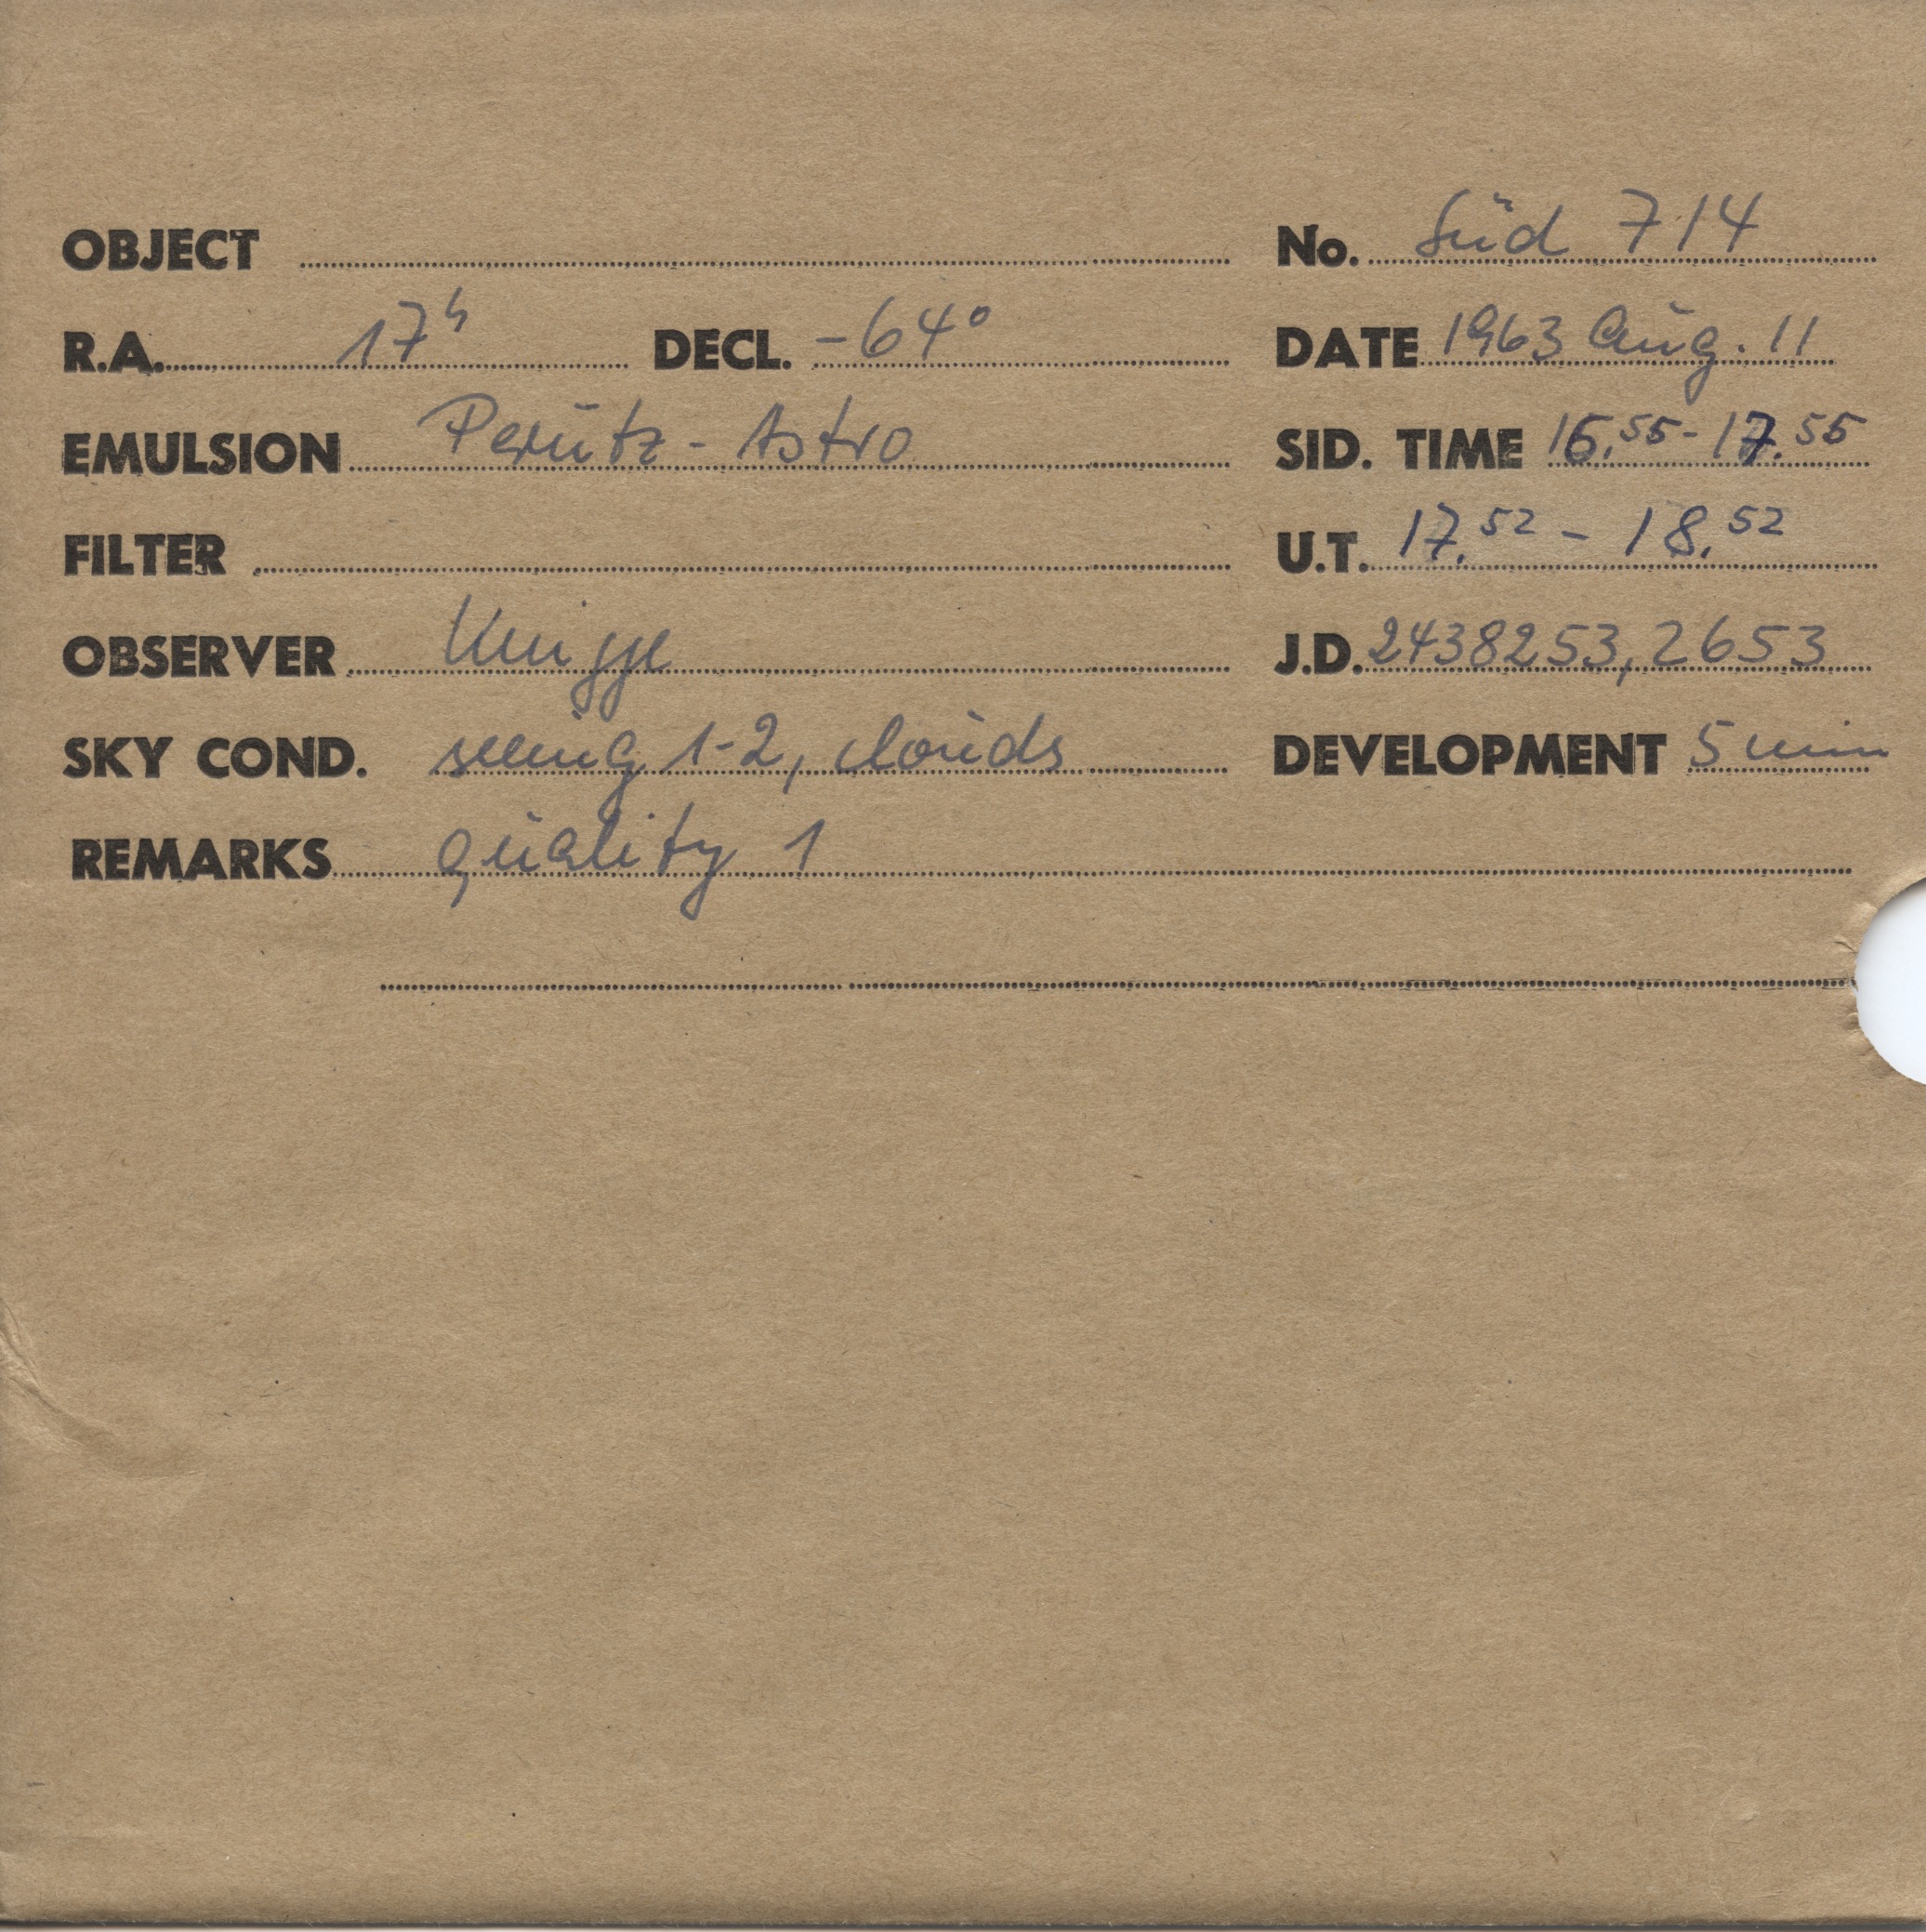 OBJECT No. Süd 714
R.A. 17h DECL. -64° DATE 1963 Aug. 11
EMULSION Perutz - Astro SID. TIME 16.55 - 17.55
FILTER U.T. 17.52 - 18.52
OBSERVER Knigge J.D. 2438253,2653
SKY COND. seeing 1-2, clouds DEVELOPMENT 5 min
REMARKS quality 1